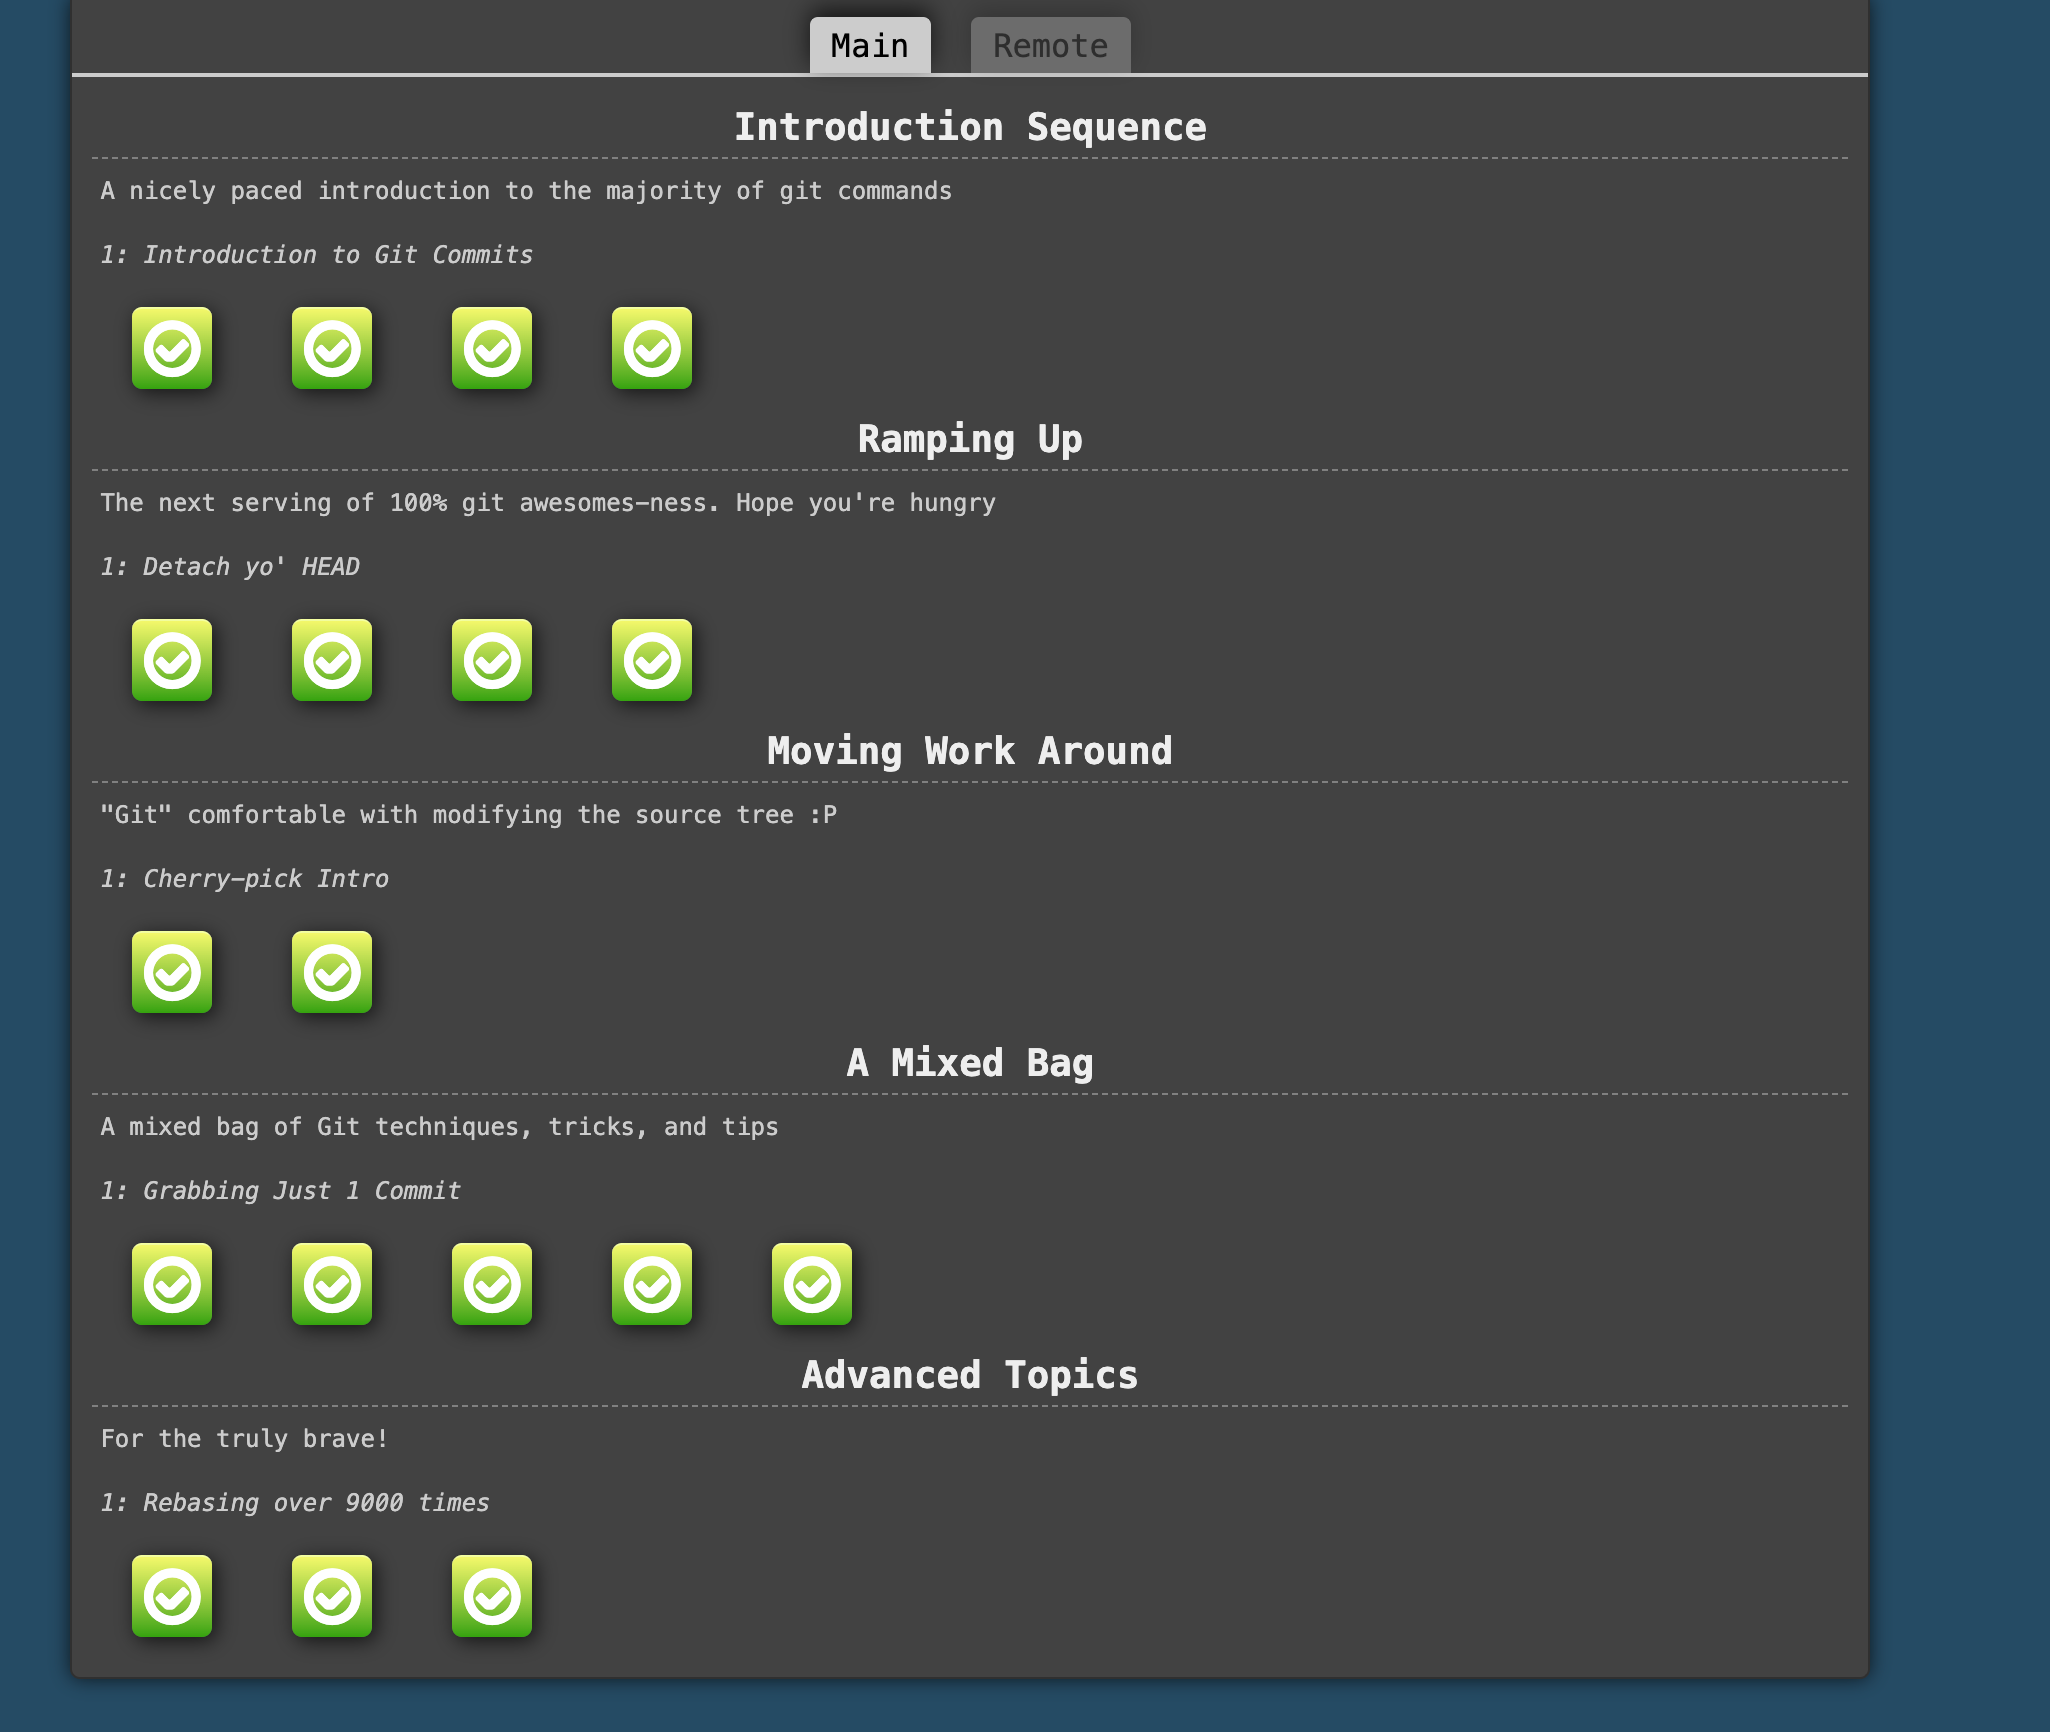 Main Remote
Introduction Sequence
A nicely paced introduction to the majority of git commands
1: Introduction to Git Commits
Ramping Up
The next serving of 100% git awesomes-ness. Hope you're hungry
1: Detach yo' HEAD
Moving Work Around
"Git" comfortable with modifying the source tree :P
1: Cherry-pick Intro
A Mixed Bag
A mixed bag of Git techniques, tricks, and tips
1: Grabbing Just 1 Commit
Advanced Topics
For the truly brave!
1: Rebasing over 9000 times